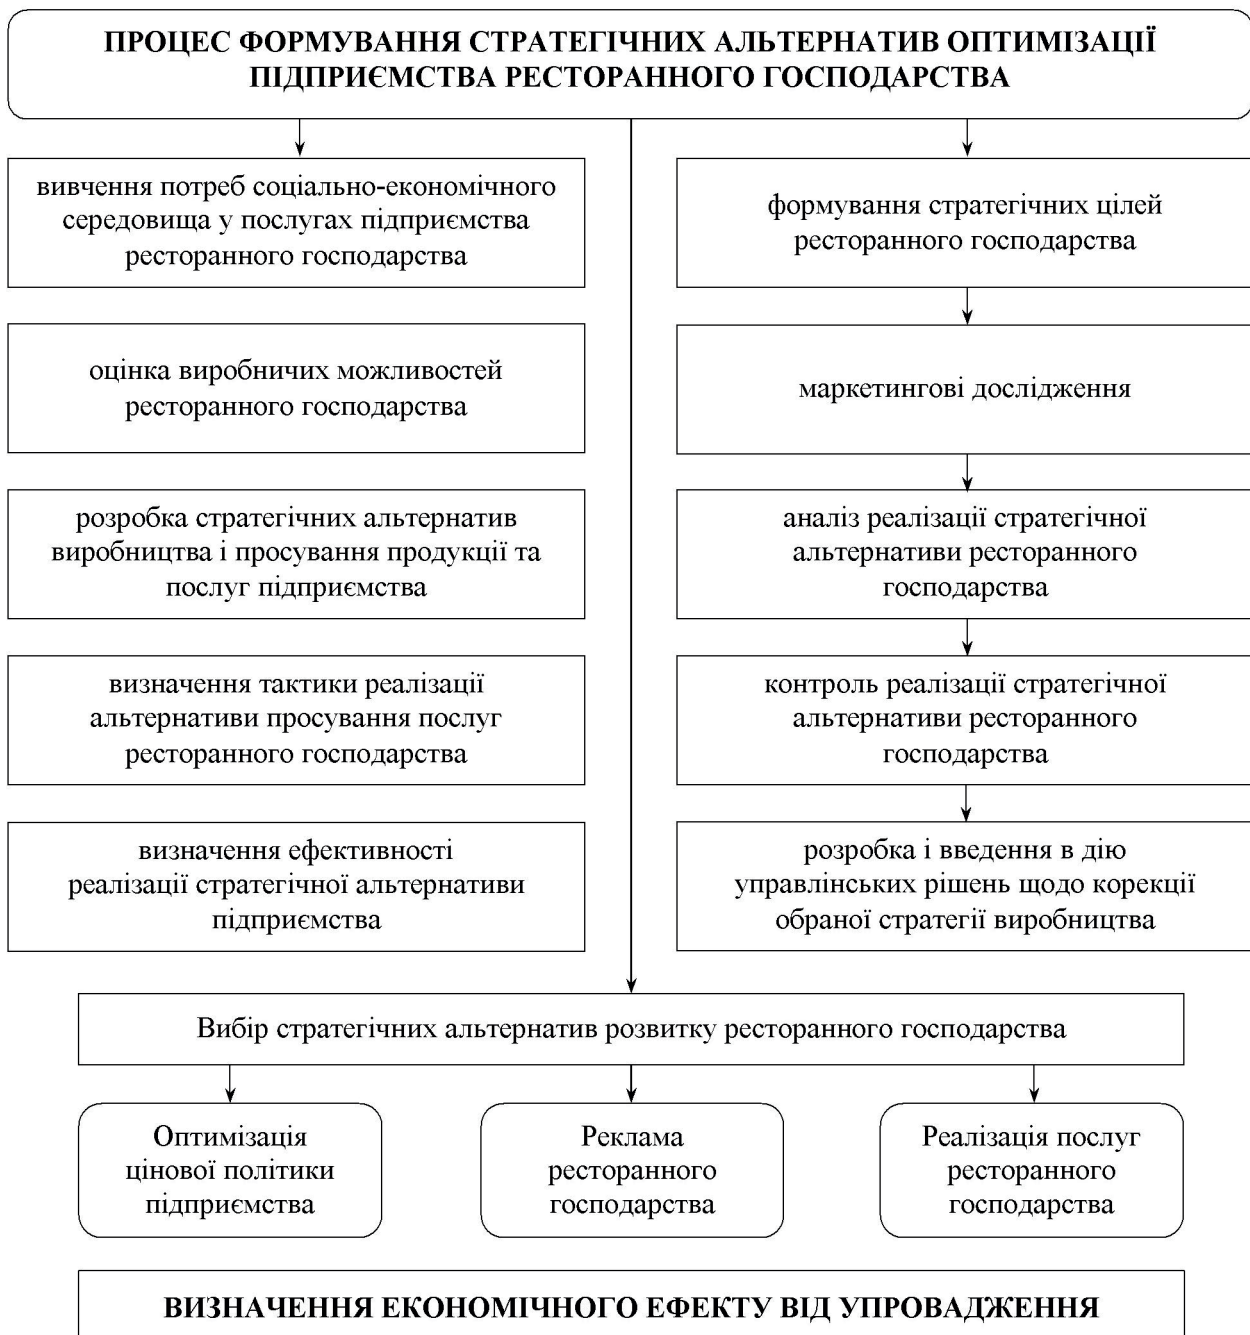 ПРОЦЕС ФОРМУВАННЯ СТРАТЕГІЧНИХ АЛЬТЕРНАТИВ ОПТИМІЗАЦІЇ
ПІДПРИЄМСТВА РЕСТОРАННОГО ГОСПОДАРСТВА
вивчення потреб соціально-економічного
середовища у послугах підприємства
ресторанного господарства
оцінка виробничих можливостей
ресторанного господарства
розробка стратегічних альтернатив
виробництва і просування продукції та
послуг підприємства
визначення тактики реалізації
альтернативи просування послуг
ресторанного господарства
визначення ефективності
реалізації стратегічної альтернативи
підприємства
формування стратегічних цілей
ресторанного господарства
маркетингові дослідження
аналіз реалізації стратегічної
альтернативи ресторанного
господарства
контроль реалізації стратегічної
альтернативи ресторанного
господарства
розробка і введення в дію
управлінських рішень щодо корекції
обраної стратегії виробництва
Вибір стратегічних альтернатив розвитку ресторанного господарства
Оптимізація
цінової політики
підприємства
Реклама
ресторанного
господарства
Реалізація послуг
ресторанного
господарства
ВИЗНАЧЕННЯ ЕКОНОМІЧНОГО ЕФЕКТУ ВІД УПРОВАДЖЕННЯ